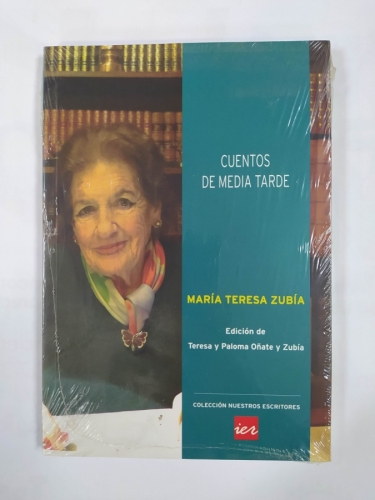 CUENTOS
DE MEDIA TARDE
MARÍA TERESA ZUBÍA
Edición de
Teresa y Paloma Oñate y Zubía
COLECCIÓN NUESTROS ESCRITORES
ier